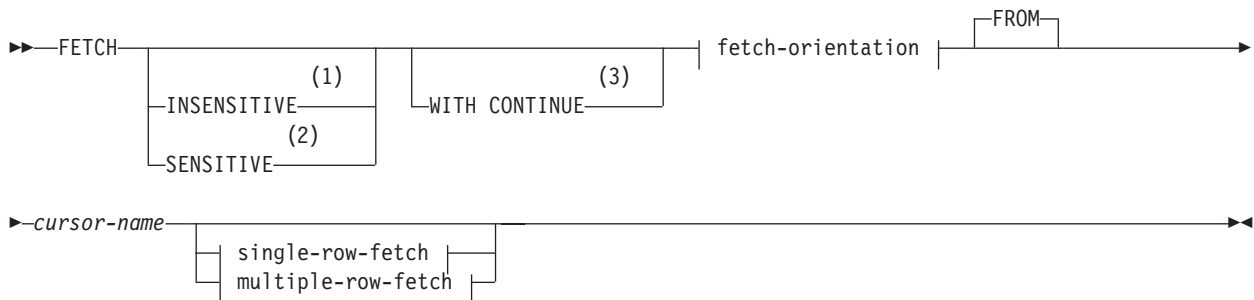 FETCH fetch-orientation FROM
INSENSITIVE (1)
SENSITIVE (2)
WITH CONTINUE (3)
cursor-name
single-row-fetch
multiple-row-fetch